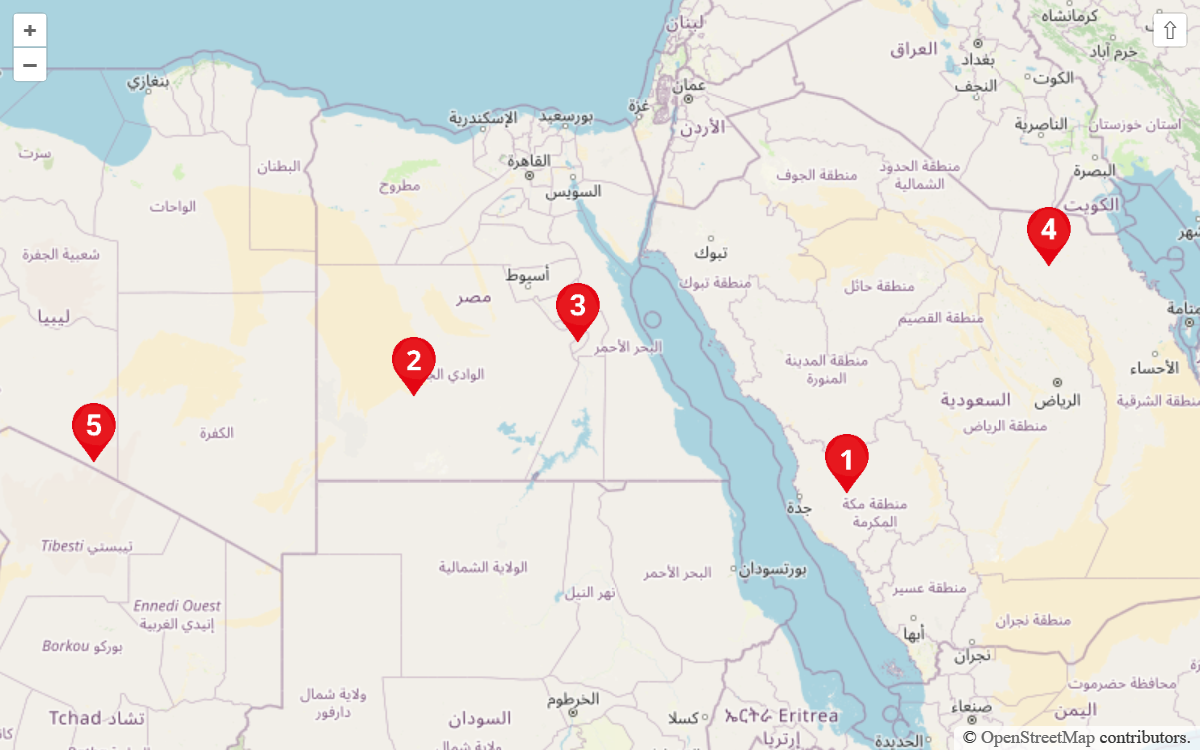 +
−
⇧
كرمانشاه
خرم آباد
لبنان
العراق
بغداد
الكوت
النجف
بنغازي
عمان
غزة
الأردن
الإسكندرية
بورسعيد
الناصرية
استان خوزستان
سرت
البطنان
القاهرة
مطروح
السويس
منطقة الحدود
الشمالية
منطقة الجوف
البصرة
الواحات
الكويت
4
شعبية الجفرة
تبوك
منطقة تبوك
أسيوط
مصر
3
منطقة حائل
منطقة القصيم
ليبيا
البحر الأحمر
2
منطقة المدينة
المنورة
الأحساء
السعودية
الرياض
منطقة الرياض
5
الكفرة
1
جدة
منطقة مكة
المكرمة
Tibesti تيبستي
الولاية الشمالية
نهر النيل
البحر الأحمر
بورتسودان
منطقة عسير
Ennedi Ouest
إنيدي الغربية
أبها
منطقة نجران
Borkou بوركو
نجران
محافظة حضرموت
ولاية شمال
دارفور
الخرطوم
Tchad تشاد
السودان
كسلا
ኤርትራ Eritrea
إرتريا
صنعاء
اليمن
الحديدة
© OpenStreetMap contributors.